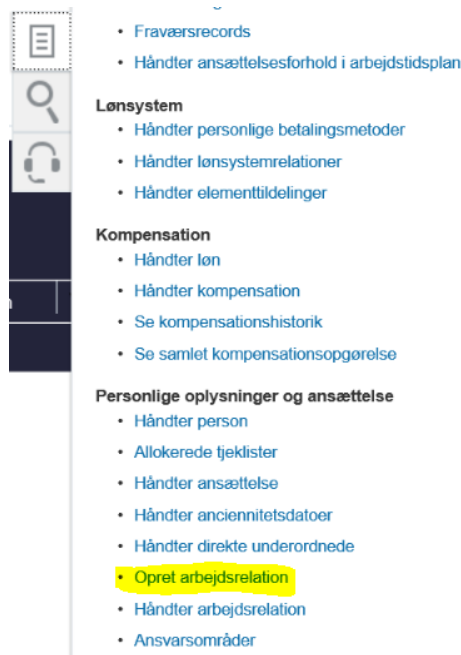 • Fraværsrecords
• Håndter ansættelsesforhold i arbejdstidsplan
Lønsystem
• Håndter personlige betalingsmetoder
• Håndter lønsystemrelationer
• Håndter elementtildelinger
Kompensation
• Håndter løn
• Håndter kompensation
• Se kompensationshistorik
• Se samlet kompensationsopgørelse
Personlige oplysninger og ansættelse
• Håndter person
• Allokerede tjeklister
• Håndter ansættelse
• Håndter anciennitetsdatoer
• Håndter direkte underordnede
• Opret arbejdsrelation
• Håndter arbejdsrelation
• Ansvarsområder